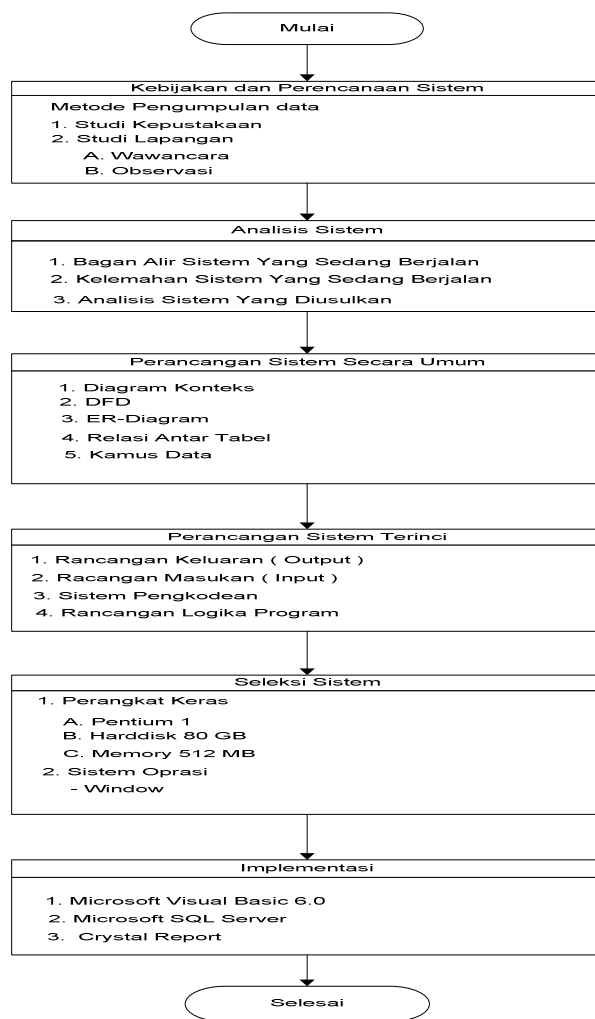 Mulai
Kebijakan dan Perencanaan Sistem
Metode Pengumpulan data
1. Studi Kepustakaan
2. Studi Lapangan
A. Wawancara
B. Observasi
Analisis Sistem
1. Bagan Alir Sistem Yang Sedang Berjalan
2. Kelemahan Sistem Yang Sedang Berjalan
3. Analisis Sistem Yang Diusulkan
Perancangan Sistem Secara Umum
1. Diagram Konteks
2. DFD
3. ER-Diagram
4. Relasi Antar Tabel
5. Kamus Data
Perancangan Sistem Terinci
1. Rancangan Keluaran ( Output )
2. Racangan Masukan ( Input )
3. Sistem Pengkodean
4. Rancangan Logika Program
Seleksi Sistem
1. Perangkat Keras
A. Pentium 1
B. Harddisk 80 GB
C. Memory 512 MB
2. Sistem Oprasi
- Window
Implementasi
1. Microsoft Visual Basic 6.0
2. Microsoft SQL Server
3. Crystal Report
Selesai